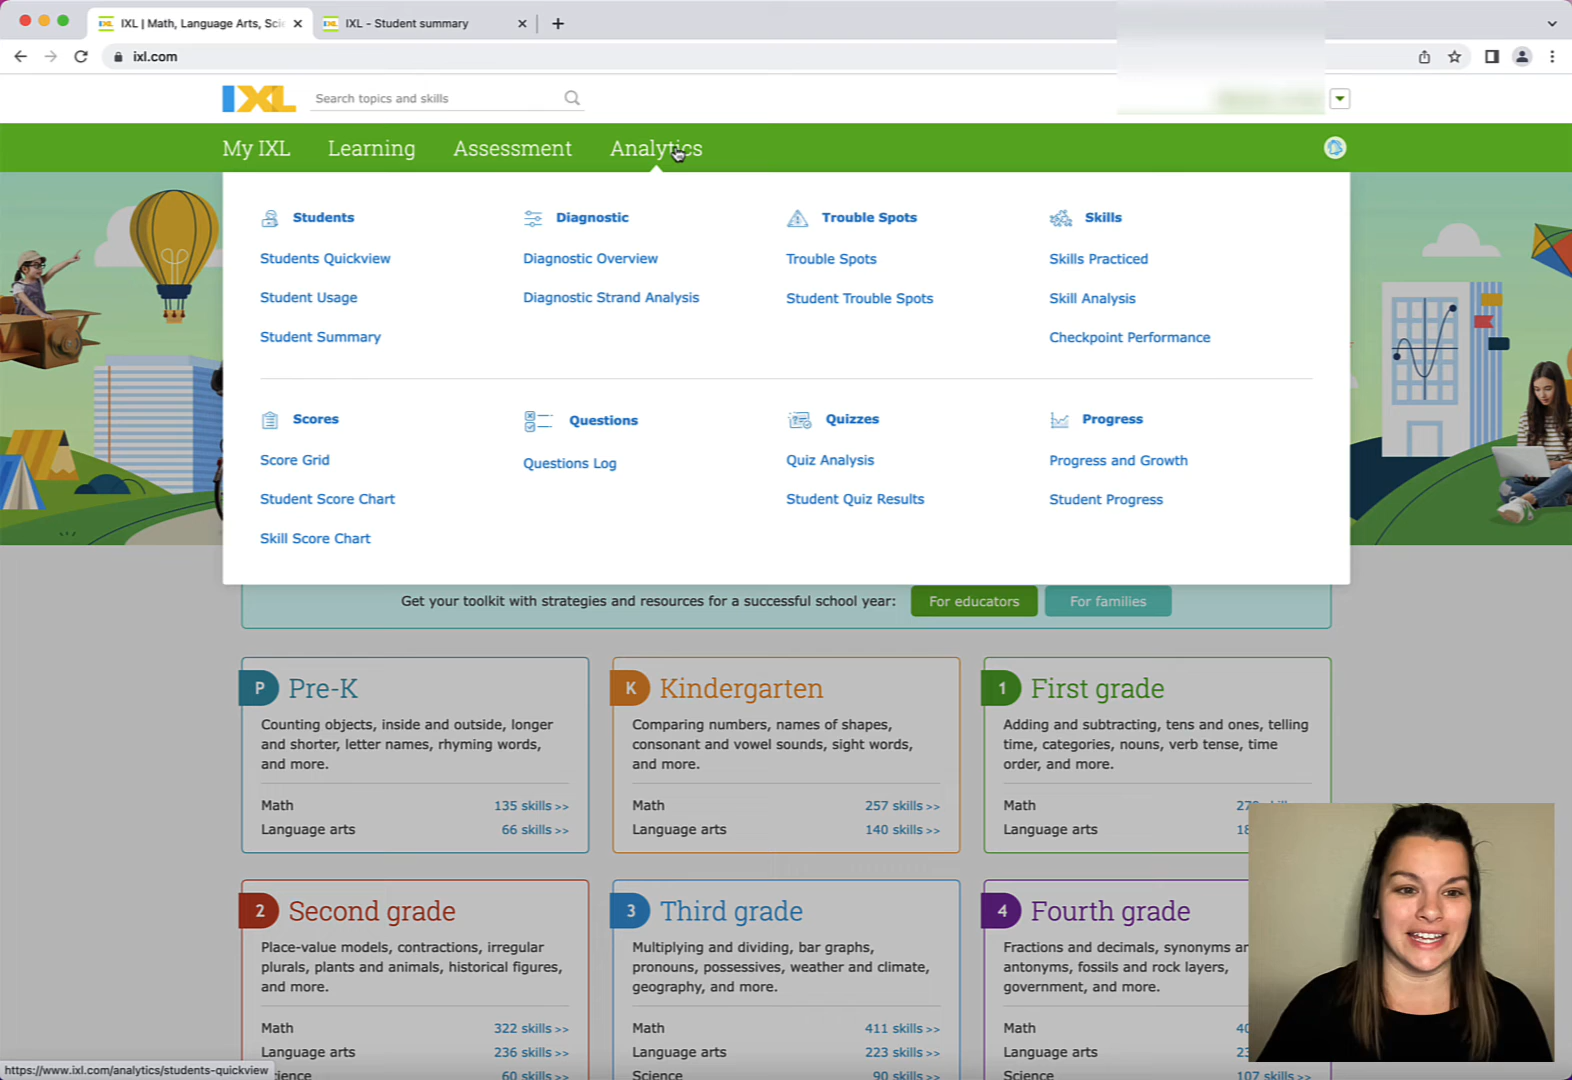 IXL | Math, Language Arts, Sci
IXL - Student summary
ixl.com
IXL
Search topics and skills
My IXL
Learning
Assessment
Analytics
Students
Students Quickview
Student Usage
Student Summary
Diagnostic
Diagnostic Overview
Diagnostic Strand Analysis
Trouble Spots
Trouble Spots
Student Trouble Spots
Skills
Skills Practiced
Skill Analysis
Checkpoint Performance
Scores
Score Grid
Student Score Chart
Skill Score Chart
Questions
Questions Log
Quizzes
Quiz Analysis
Student Quiz Results
Progress
Progress and Growth
Student Progress
Get your toolkit with strategies and resources for a successful school year:
For educators
For families
P Pre-K
Counting objects, inside and outside, longer
and shorter, letter names, rhyming words,
and more.
Math 135 skills >>
Language arts 66 skills >>
K Kindergarten
Comparing numbers, names of shapes,
consonant and vowel sounds, sight words,
and more.
Math 257 skills >>
Language arts 140 skills >>
1 First grade
Adding and subtracting, tens and ones, telling
time, categories, nouns, verb tense, time
order, and more.
Math
Language arts
2 Second grade
Place-value models, contractions, irregular
plurals, plants and animals, historical figures,
and more.
Math 322 skills >>
Language arts 236 skills >>
60 skills >>
3 Third grade
Multiplying and dividing, bar graphs,
pronouns, possessives, weather and climate,
geography, and more.
Math 411 skills >>
Language arts 223 skills >>
Science 90 skills >>
4 Fourth grade
Fractions and decimals, synonyms
antonyms, fossils and rock layers,
government, and more.
Math
Language arts
Science 107 skills >>
https://www.ixl.com/analytics/students-quickview